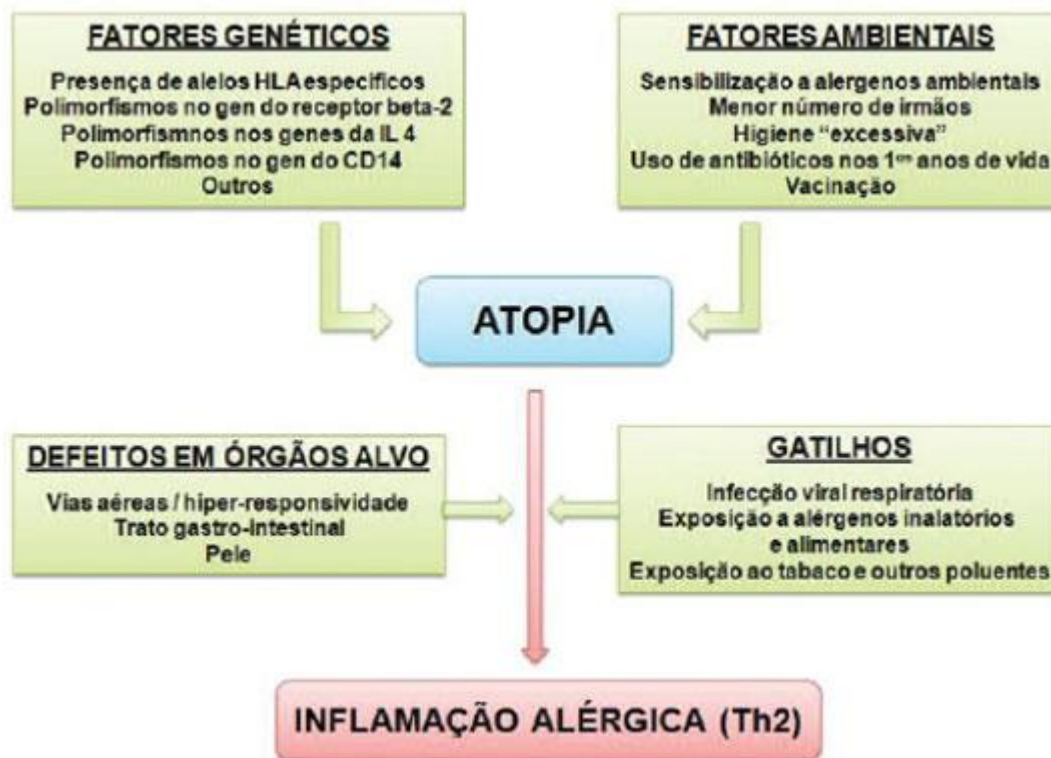 FATORES GENÉTICOS
Presença de alelos HLA específicos
Polimorfismos no gen do receptor beta-2
Polimorfismnos nos genes da IL 4
Polimorfismos no gen do CD14
Outros
FATORES AMBIENTAIS
Sensibilização a alergenos ambientais
Menor número de irmãos
Higiene "excessiva"
Uso de antibióticos nos 1ᵒˢ anos de vida
Vacinação
ATOPIA
DEFEITOS EM ÓRGÃOS ALVO
Vias aéreas / hiper-responsividade
Trato gastro-intestinal
Pele
GATILHOS
Infecção viral respiratória
Exposição a alérgenos inalatórios
e alimentares
Exposição ao tabaco e outros poluentes
INFLAMAÇÃO ALÉRGICA (Th2)